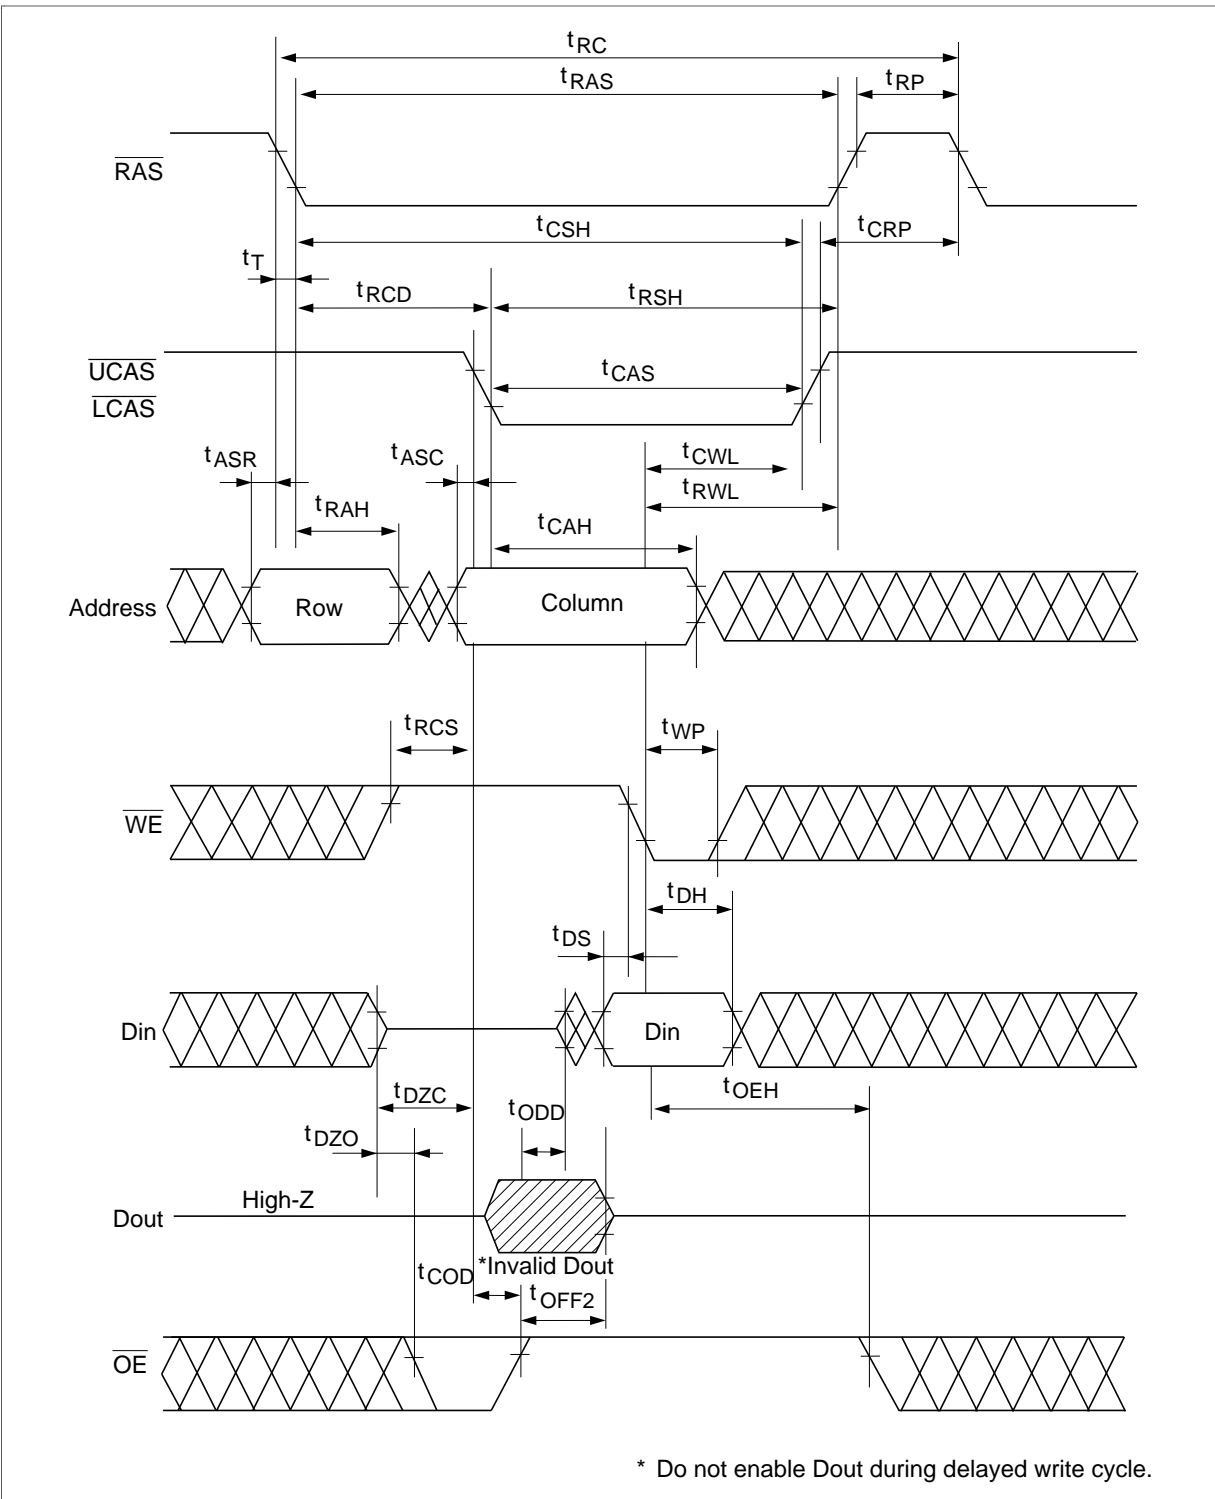 tRC
tRAS
tRP
RAS
tCSH
tCRP
tT
tRCD
tRSH
UCAS
tCAS
LCAS
tASR
tASC
tCWL
tRAH
tRWL
tCAH
Address
Row
Column
tRCS
tWP
WE
tDH
tDS
Din
Din
tDZC
tODD
tOEH
tDZO
High-Z
Dout
*Invalid Dout
tCOD
tOFF2
OE
* Do not enable Dout during delayed write cycle.